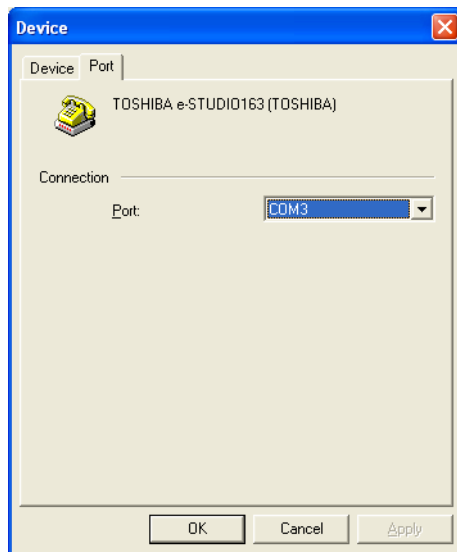 Device
Device Port
TOSHIBA e-STUDIO163 (TOSHIBA)
Connection
Port: COM3
OK Cancel Apply